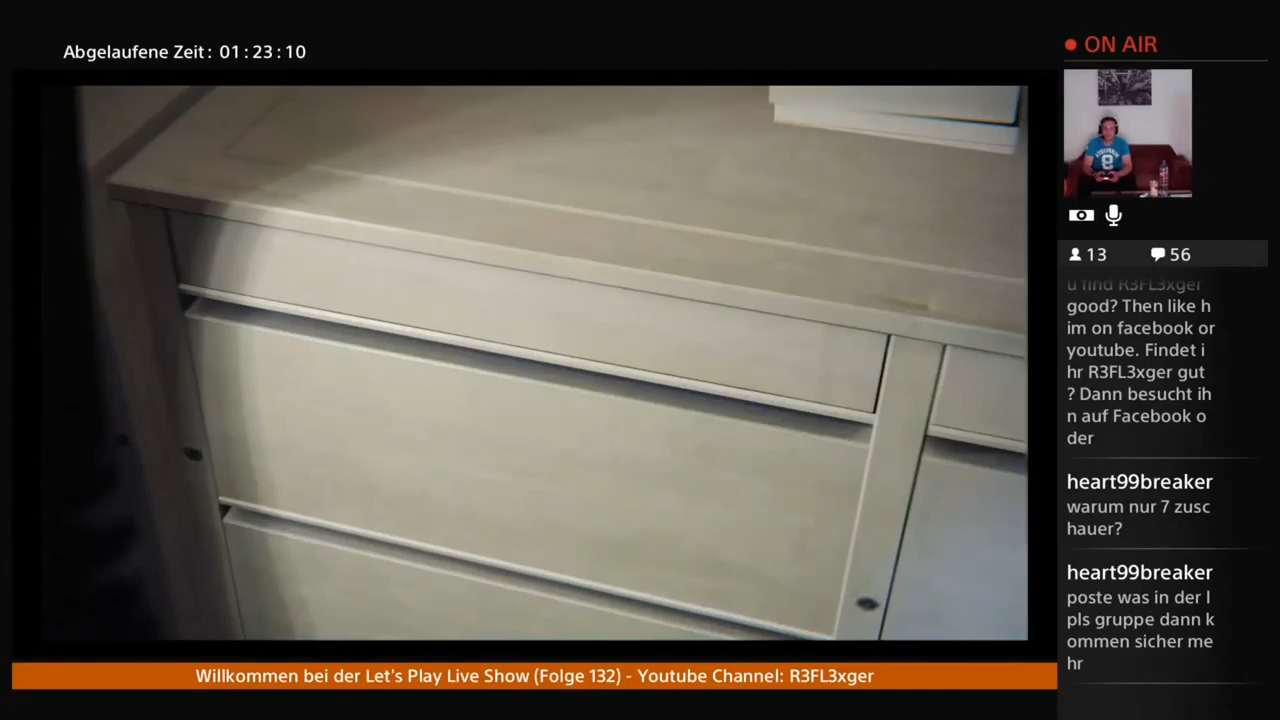 Abgelaufene Zeit: 01:23:10
ON AIR
13
56
good? Then like h
im on facebook or
youtube. Findet i
hr R3FL3xger gut
? Dann besucht ih
n auf Facebook o
der
heart99breaker
warum nur 7 zusc
hauer?
heart99breaker
poste was in der l
pls gruppe dann k
ommen sicher me
hr
Willkommen bei der Let's Play Live Show (Folge 132) - Youtube Channel: R3FL3xger